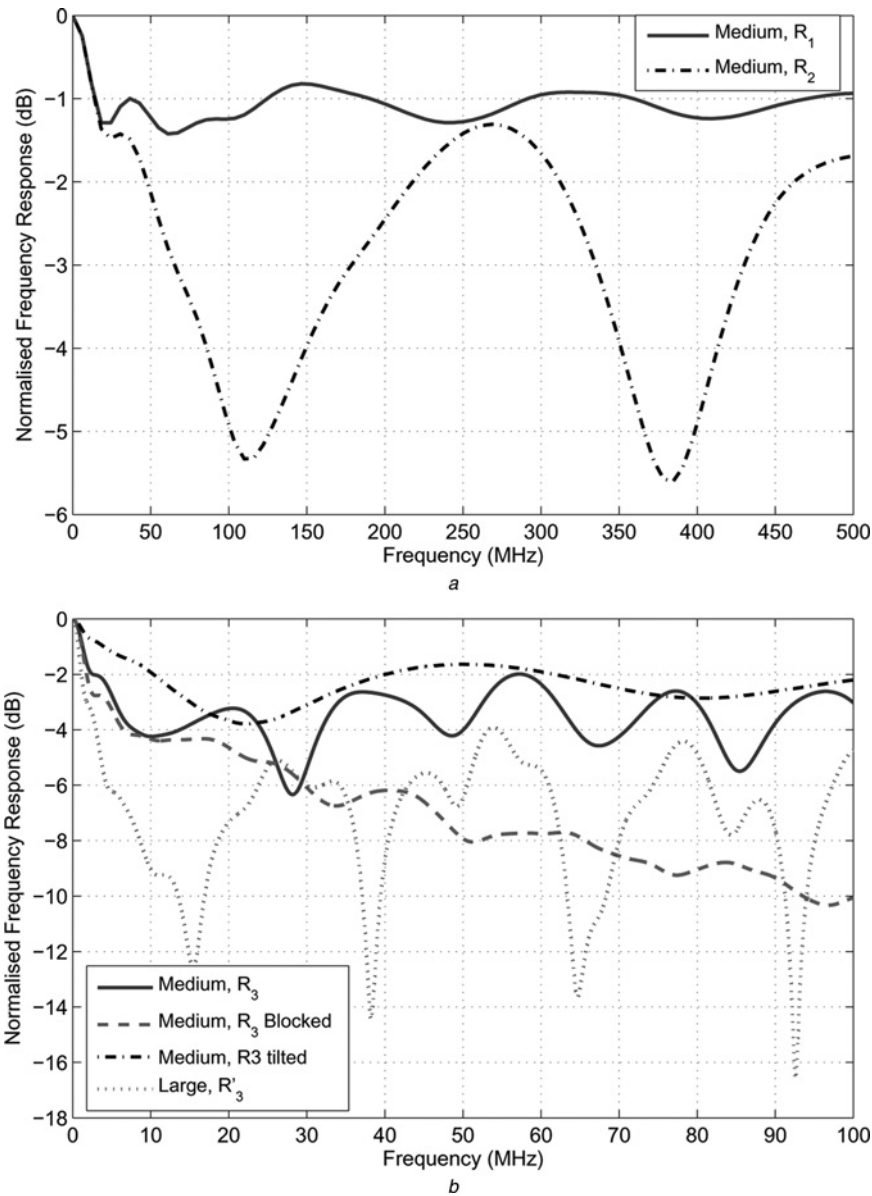 0
−1
−2
−3
−4
−5
−6
Normalised Frequency Response (dB)
Medium, R1
Medium, R2
0 50 100 150 200 250 300 350 400 450 500
Frequency (MHz)
a
0
−2
−4
−6
−8
−10
−12
−14
−16
−18
Normalised Frequency Response (dB)
Medium, R3
Medium, R3 Blocked
Medium, R3 tilted
Large, R'3
0 10 20 30 40 50 60 70 80 90 100
Frequency (MHz)
b